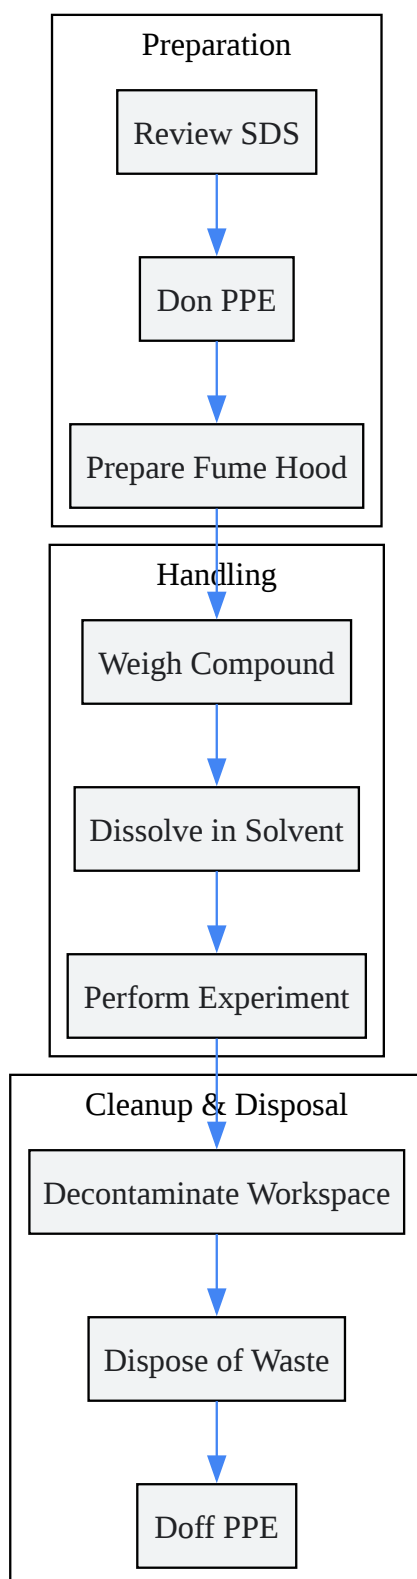 Preparation
Review SDS
Don PPE
Prepare Fume Hood
Handling
Weigh Compound
Dissolve in Solvent
Perform Experiment
Cleanup & Disposal
Decontaminate Workspace
Dispose of Waste
Doff PPE